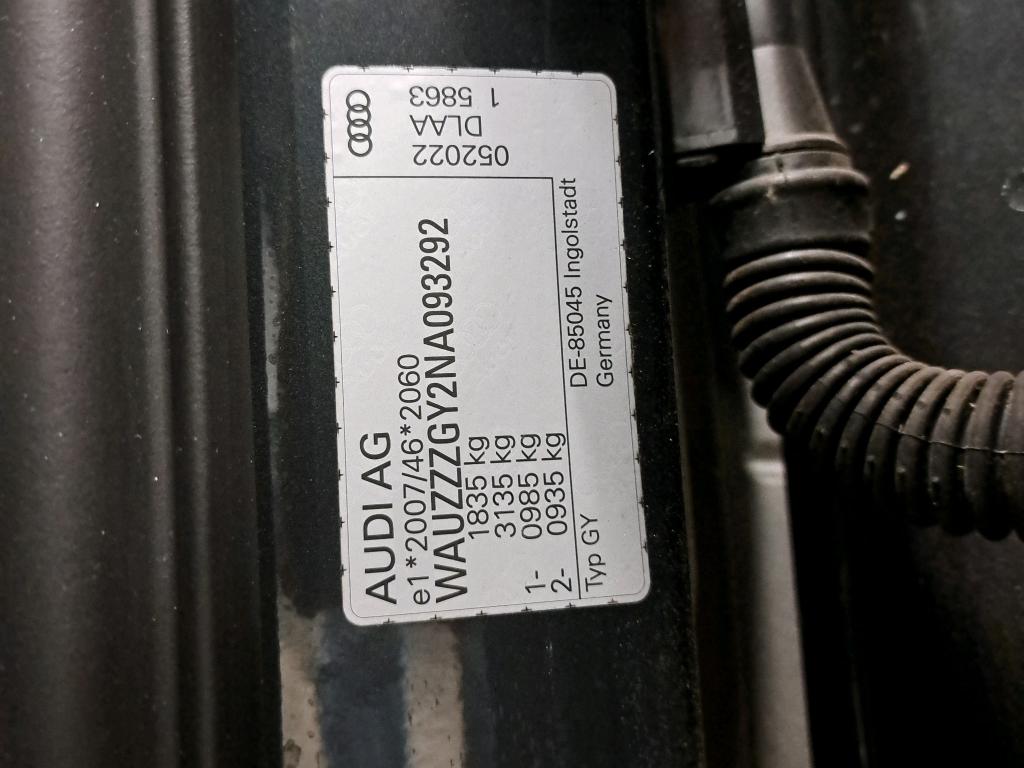 AUDI AG
e1*2007/46*2060
WAUZZZGY2NA093292
1835 kg
3135 kg
1- 0985 kg
2- 0935 kg
Typ GY
DE-85045 Ingolstadt
Germany
052022
DLAA
1 5863